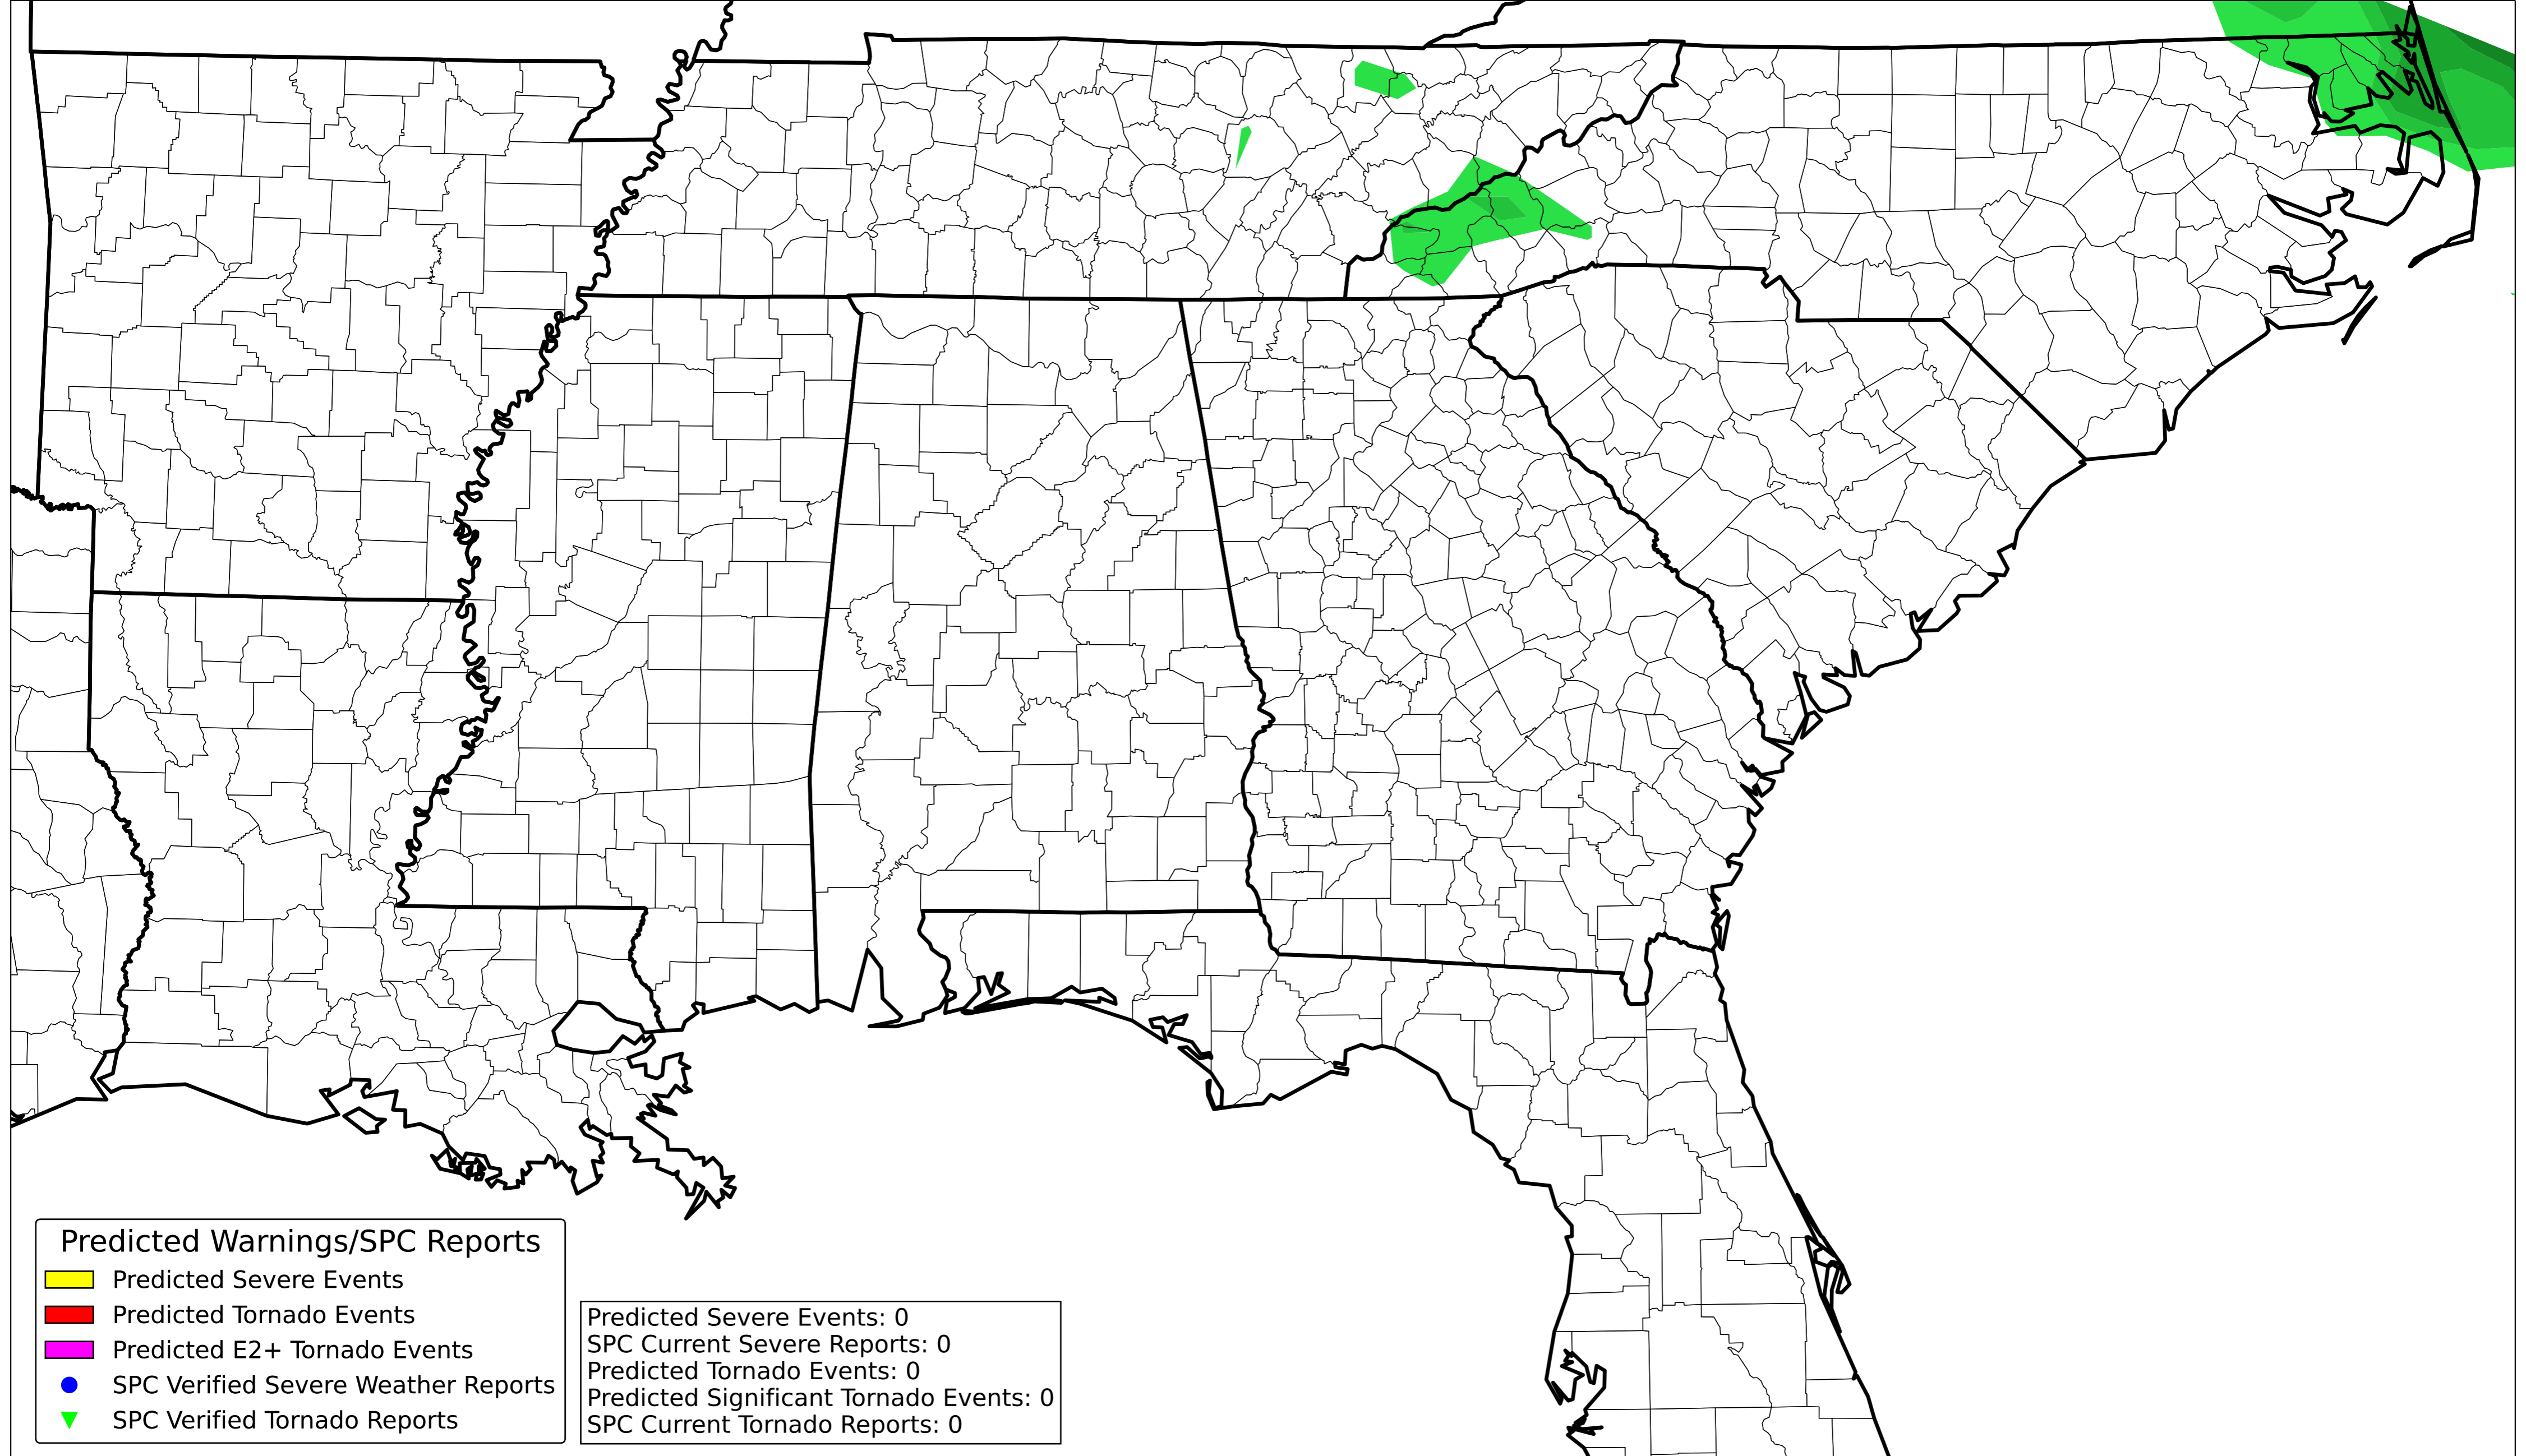 Predicted Warnings/SPC Reports
Predicted Severe Events
Predicted Tornado Events
Predicted E2+ Tornado Events
SPC Verified Severe Weather Reports
SPC Verified Tornado Reports
Predicted Severe Events: 0
SPC Current Severe Reports: 0
Predicted Tornado Events: 0
Predicted Significant Tornado Events: 0
SPC Current Tornado Reports: 0